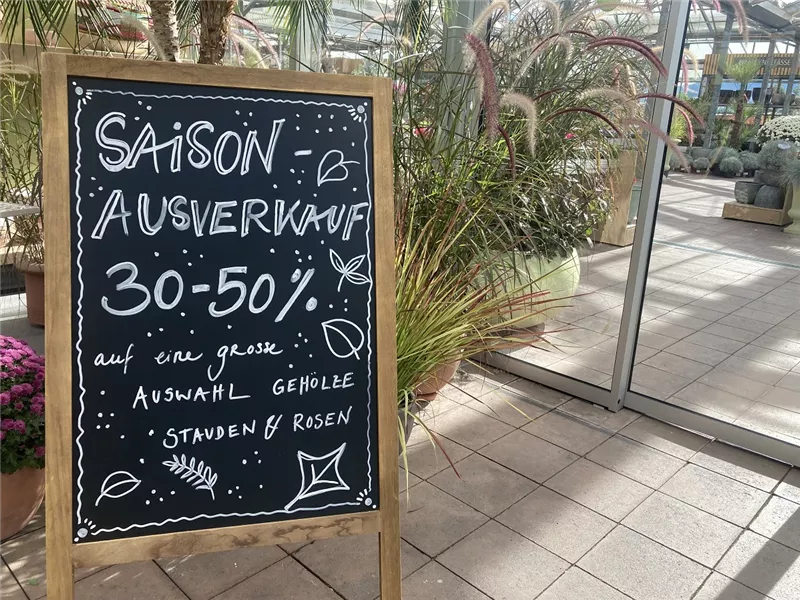 SAISON-
AUSVERKAUF
30-50%
auf eine grosse
AUSWAHL GEHÖLZE
STAUDEN & ROSEN